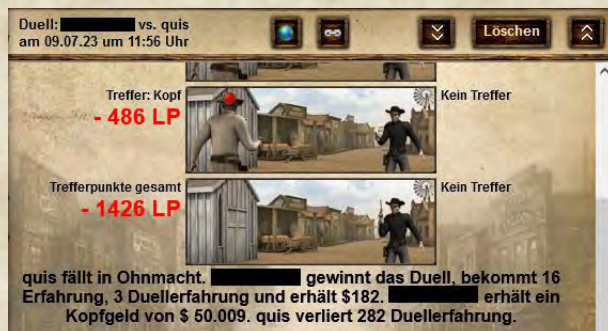 Duell: vs. quis
am 09.07.23 um 11:56 Uhr
Löschen
Treffer: Kopf
- 486 LP
Kein Treffer
Trefferpunkte gesamt
- 1426 LP
Kein Treffer
quis fällt in Ohnmacht. gewinnt das Duell, bekommt 16
Erfahrung, 3 Duellerfahrung und erhält $182. erhält ein
Kopfgeld von $ 50.009. quis verliert 282 Duellerfahrung.